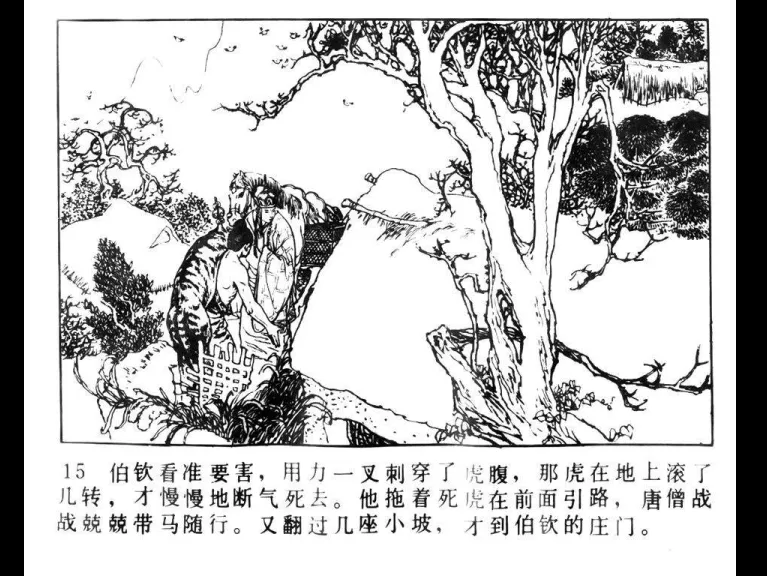 15 伯钦看准要害，用力一叉刺穿了虎腹，那虎在地上滚了
几转，才慢慢地断气死去。他拖着死虎在前面引路，唐僧战
战兢兢带马随行。又翻过几座小坡，才到伯钦的庄门。